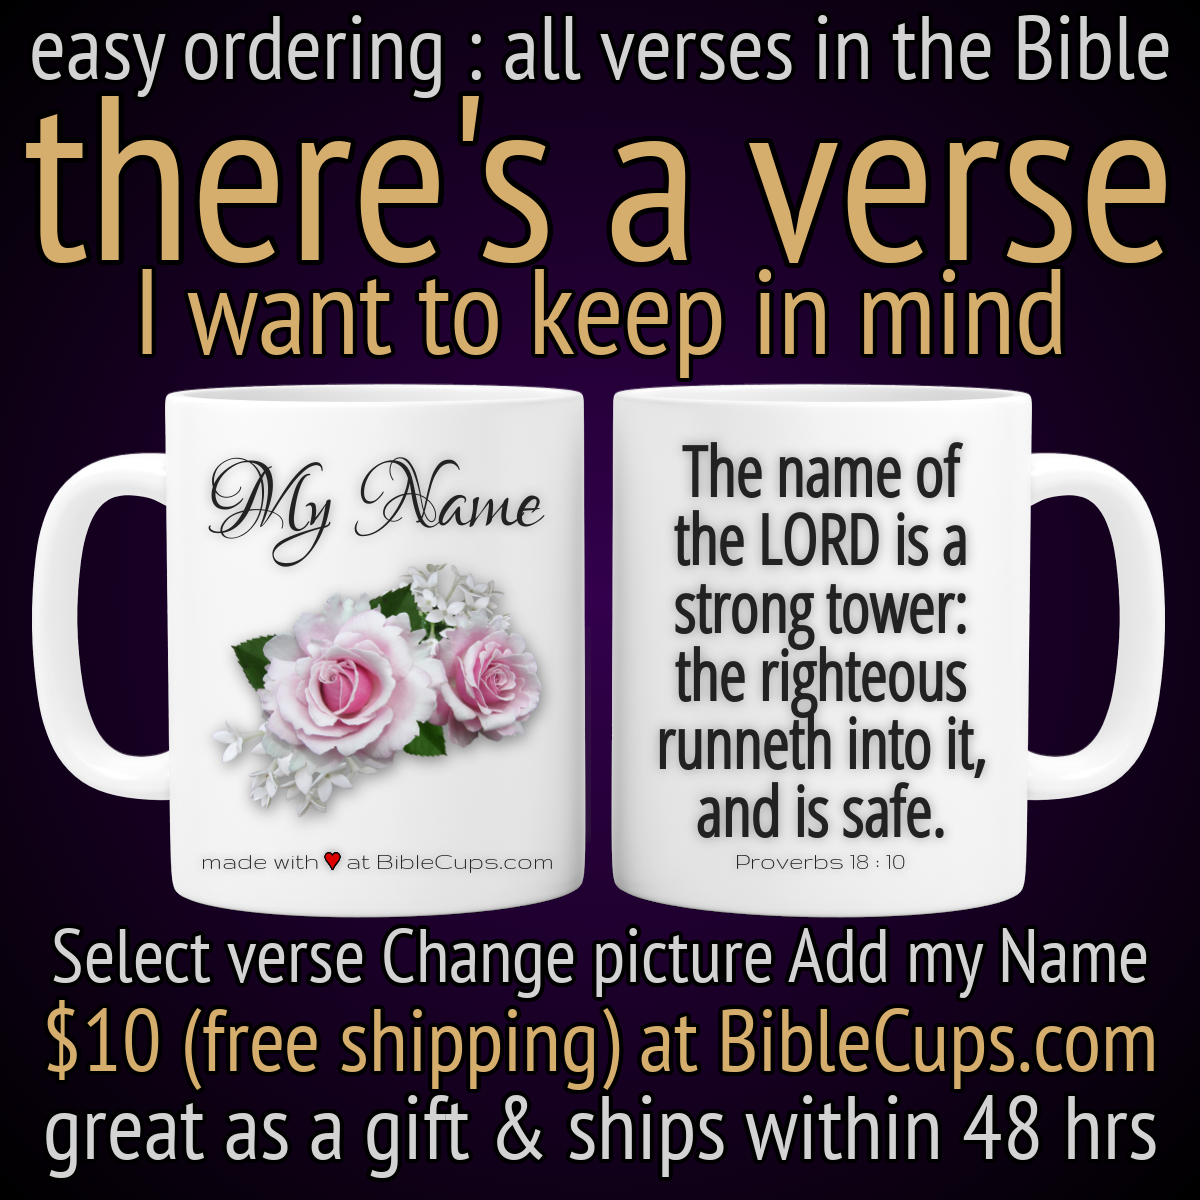 easy ordering : all verses in the Bible
there's a verse
I want to keep in mind
My Name
made with ♥ at BibleCups.com
The name of
the LORD is a
strong tower:
the righteous
runneth into it,
and is safe.
Proverbs 18 : 10
Select verse Change picture Add my Name
$10 (free shipping) at BibleCups.com
great as a gift & ships within 48 hrs